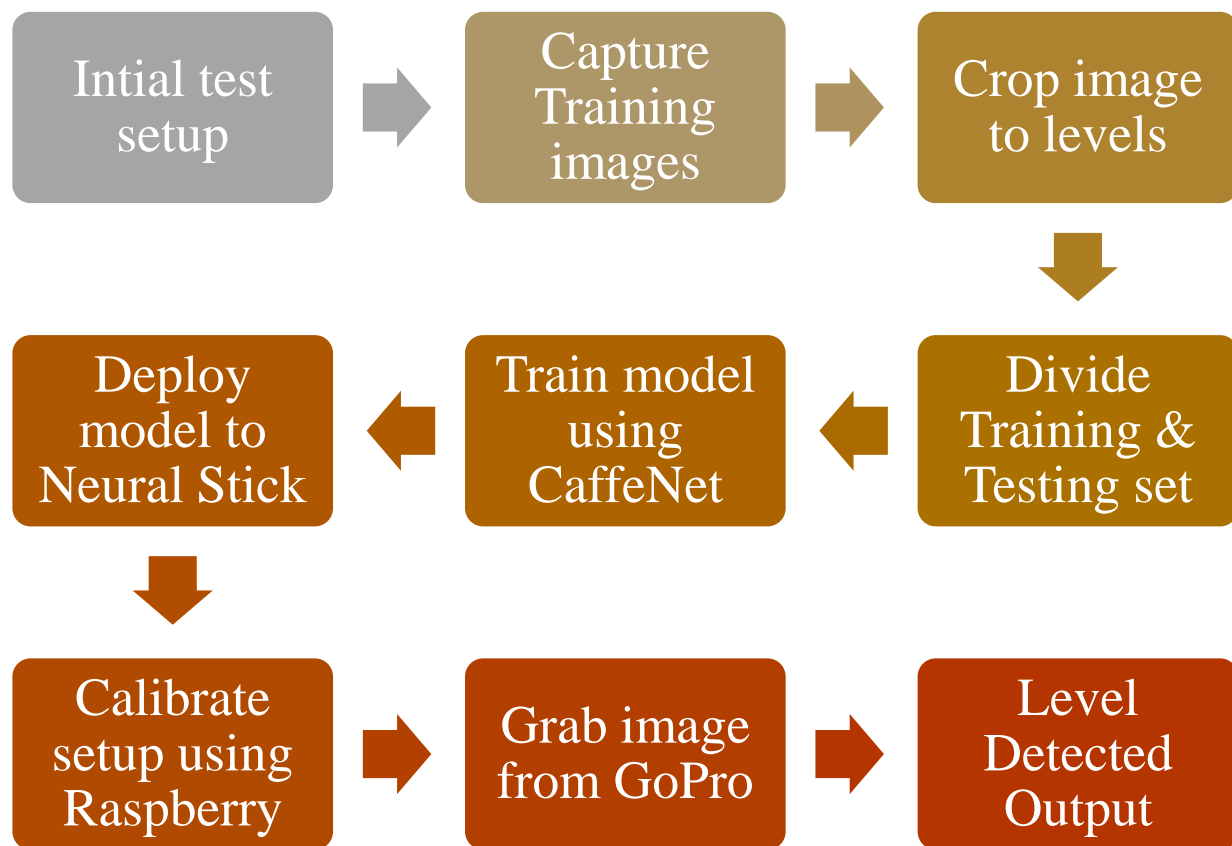 Intial test
setup
Capture
Training
images
Crop image
to levels
Divide
Training &
Testing set
Train model
using
CaffeNet
Deploy
model to
Neural Stick
Calibrate
setup using
Raspberry
Grab image
from GoPro
Level
Detected
Output